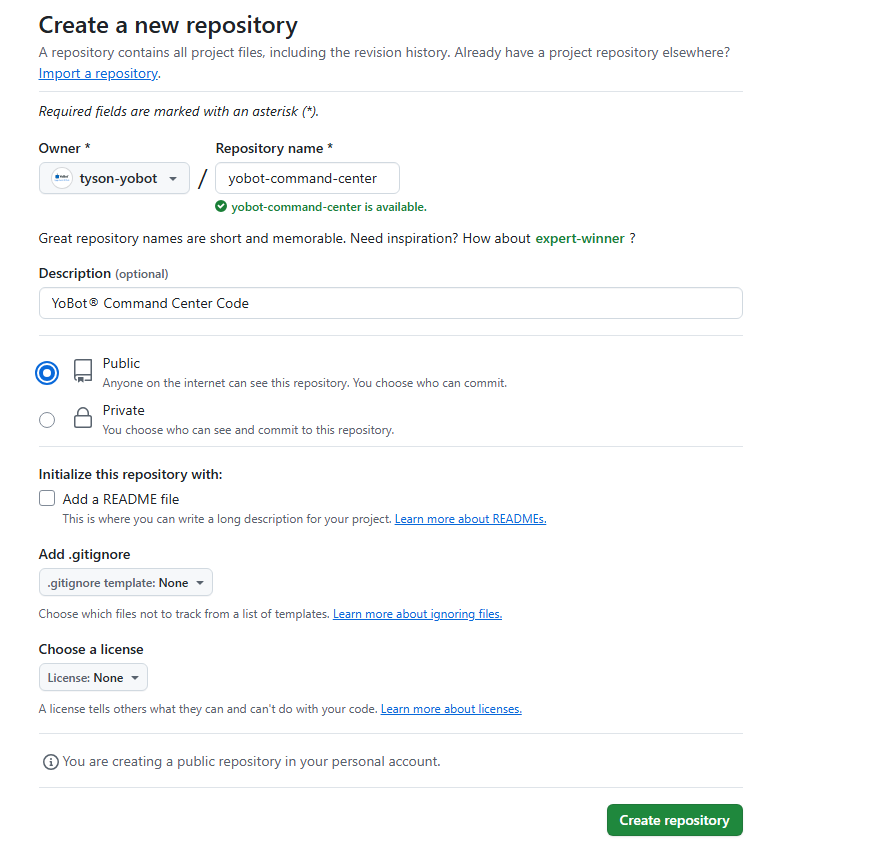 Create a new repository
A repository contains all project files, including the revision history. Already have a project repository elsewhere?
Import a repository.
Required fields are marked with an asterisk (*).
Owner *
Repository name *
tyson-yobot
/
yobot-command-center
yobot-command-center is available.
Great repository names are short and memorable. Need inspiration? How about expert-winner ?
Description (optional)
YoBot® Command Center Code
Public
Anyone on the internet can see this repository. You choose who can commit.
Private
You choose who can see and commit to this repository.
Initialize this repository with:
Add a README file
This is where you can write a long description for your project. Learn more about READMEs.
Add .gitignore
.gitignore template: None
Choose which files not to track from a list of templates. Learn more about ignoring files.
Choose a license
License: None
A license tells others what they can and can't do with your code. Learn more about licenses.
You are creating a public repository in your personal account.
Create repository